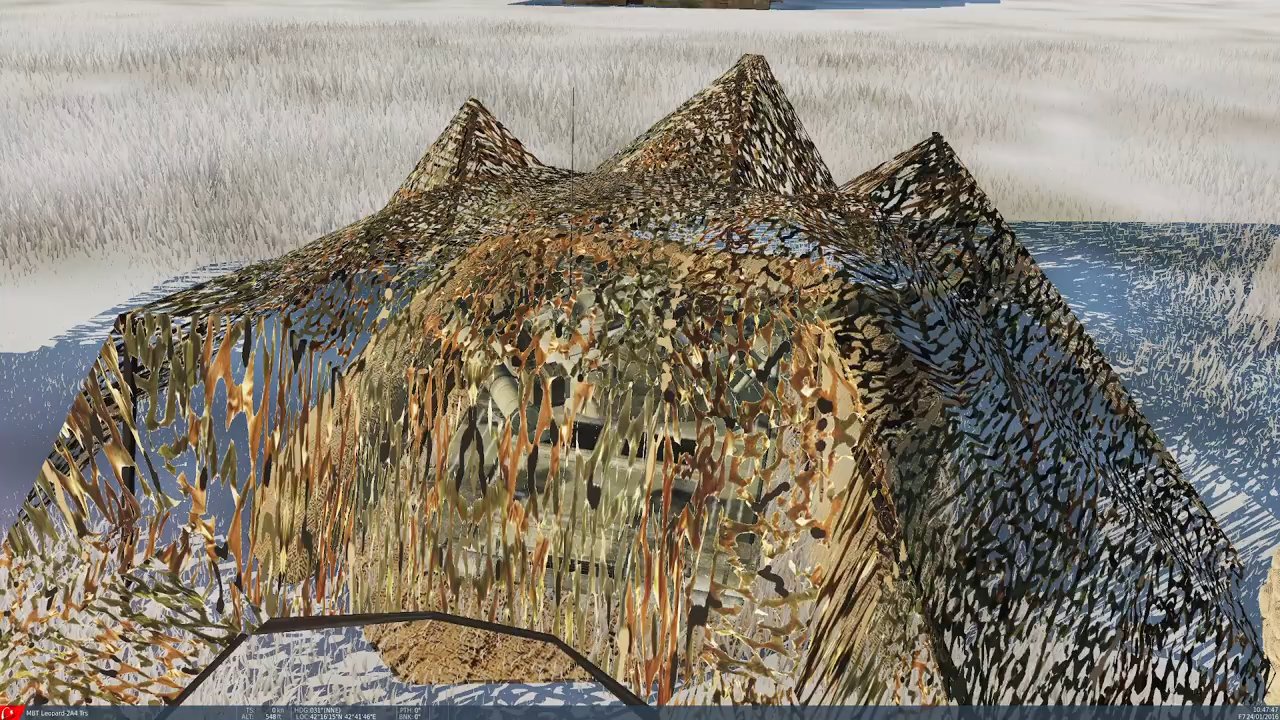 MBT Leopard-2A4 Trs
TS: 0 kn HDG: 031° (NNE) PTH: 0°
ALT: 548 ft LOC: 42°16'15"N 42°41'46"E BNK: 0°
10:47:47